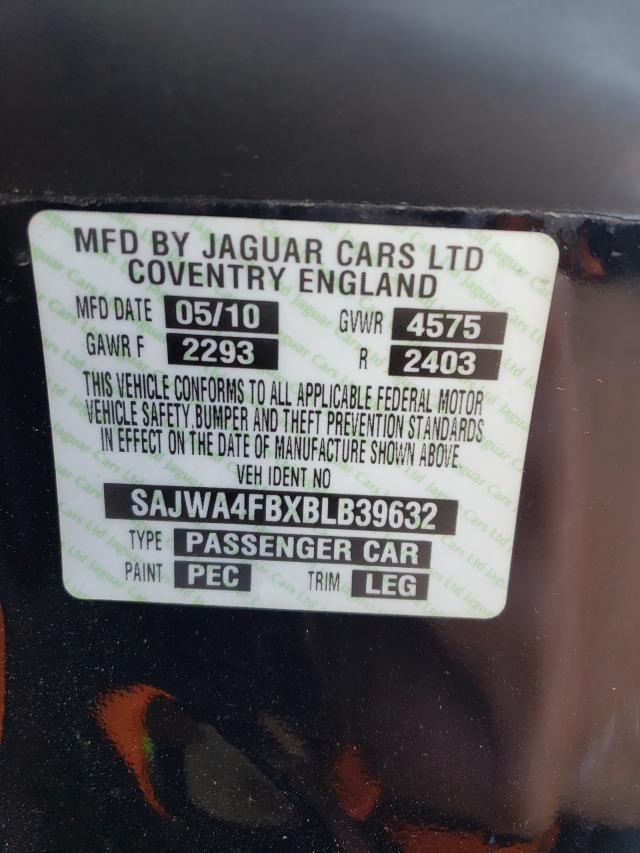 MFD BY JAGUAR CARS LTD
COVENTRY ENGLAND
MFD DATE 05/10 GVWR 4575
GAWR F 2293 R 2403
THIS VEHICLE CONFORMS TO ALL APPLICABLE FEDERAL MOTOR
VEHICLE SAFETY,BUMPER AND THEFT PREVENTION STANDARDS
IN EFFECT ON THE DATE OF MANUFACTURE SHOWN ABOVE
VEH IDENT NO
SAJWA4FBXBLB39632
TYPE PASSENGER CAR
PAINT PEC TRIM LEG